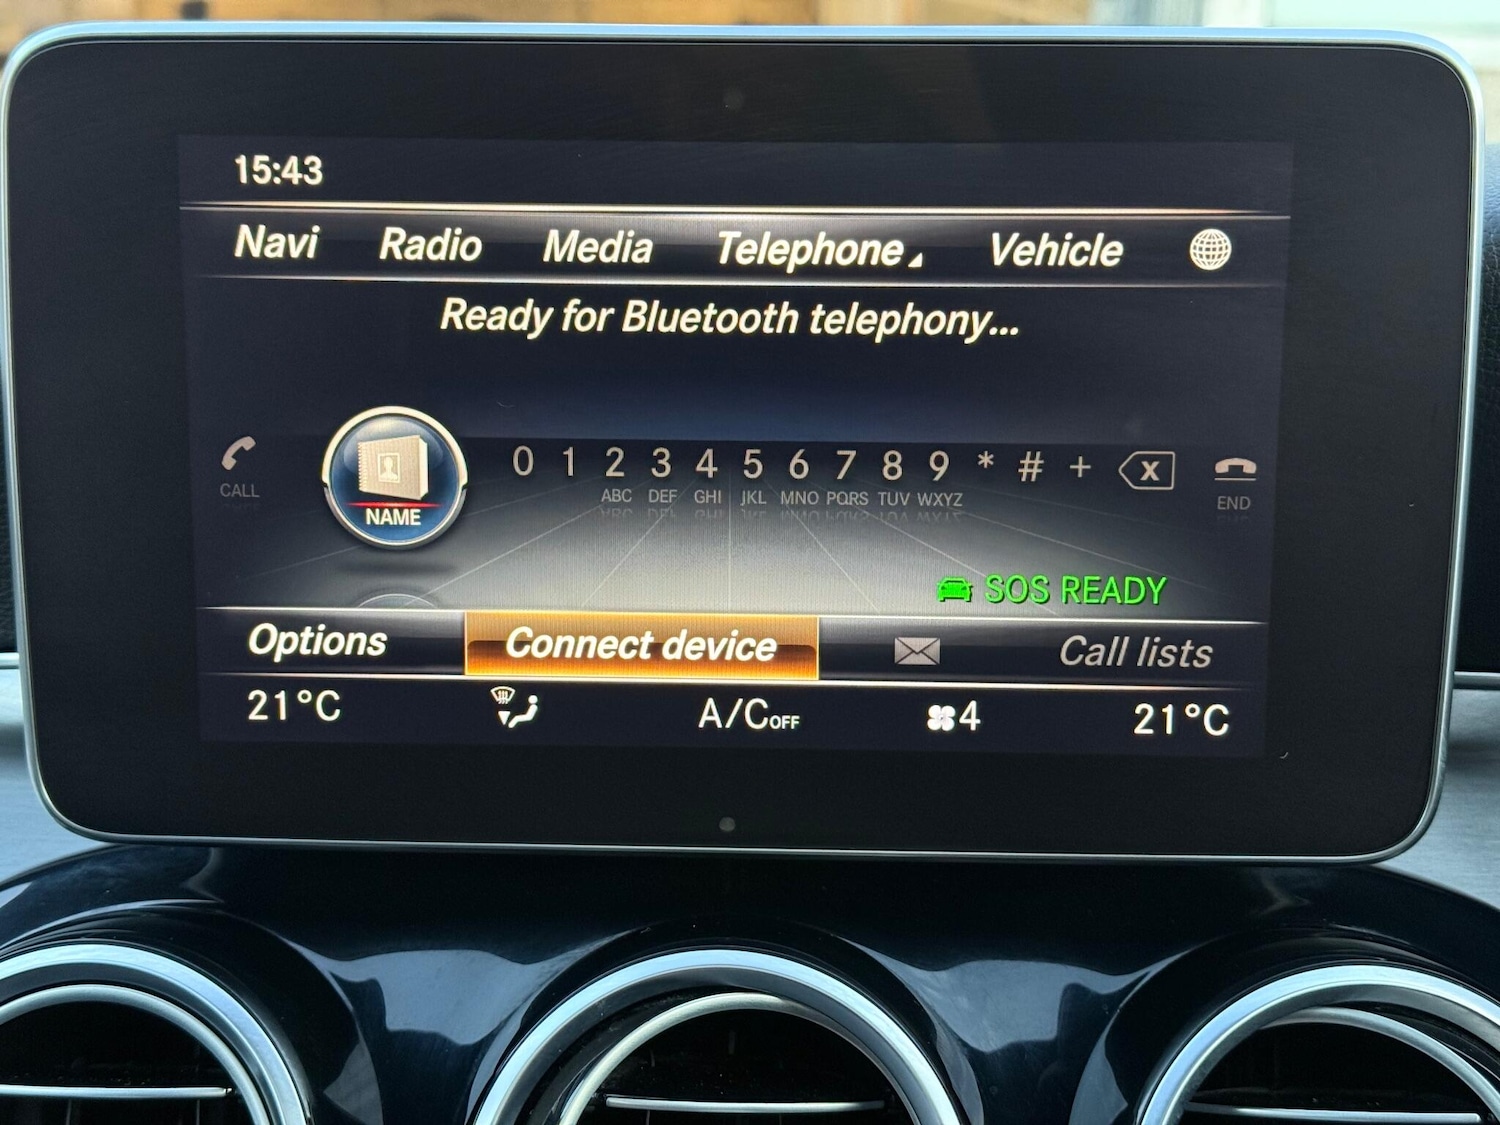 15:43
Navi Radio Media Telephone Vehicle
Ready for Bluetooth telephony...
0 1 2 3 4 5 6 7 8 9 * # + x
ABC DEF GHI JKL MNO PQRS TUV WXYZ
CALL NAME END
SOS READY
Options Connect device Call lists
21°C A/COFF 4 21°C